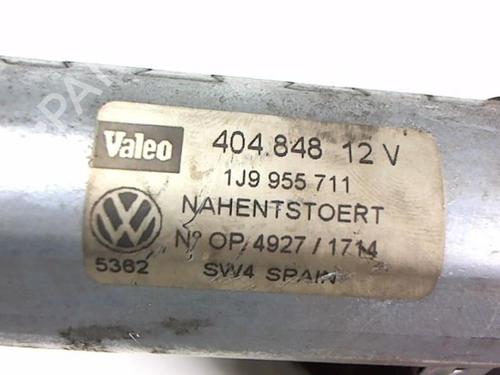 Valeo 404.848 12 V
1J9 955 711
NAHENTSTOERT
Nº OP/4927/1714
5362 SW4 SPAIN